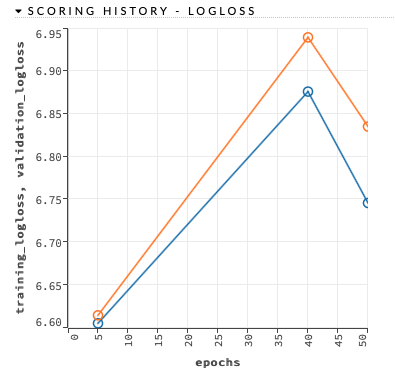 SCORING HISTORY - LOGLOSS
training_logloss, validation_logloss
6.95
6.90
6.85
6.80
6.75
6.70
6.65
6.60
0 5 10 15 20 25 30 35 40 45 50
epochs